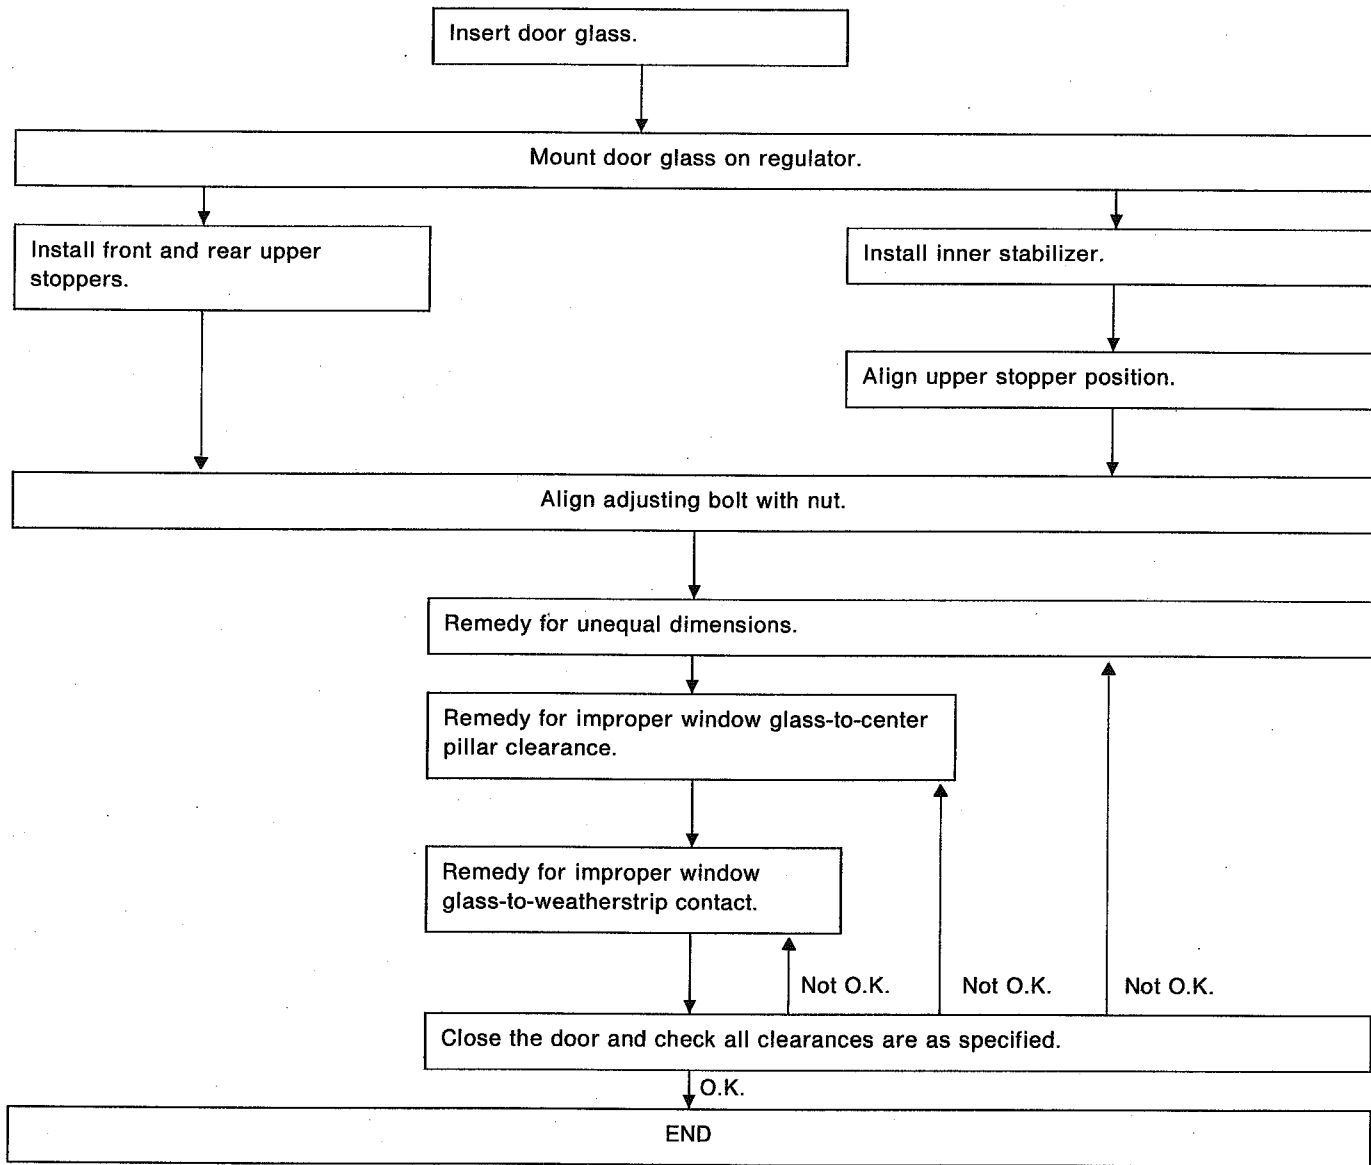 Insert door glass.
Mount door glass on regulator.
Install front and rear upper
stoppers.
Install inner stabilizer.
Align upper stopper position.
Align adjusting bolt with nut.
Remedy for unequal dimensions.
Remedy for improper window glass-to-center
pillar clearance.
Remedy for improper window
glass-to-weatherstrip contact.
Not O.K.
Not O.K.
Not O.K.
Close the door and check all clearances are as specified.
O.K.
END